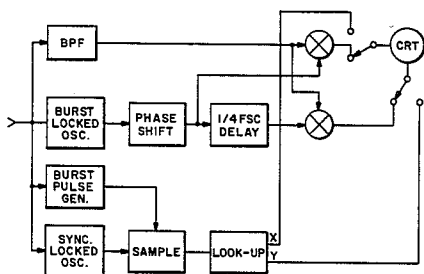 BPF
CRT
BURST
LOCKED
OSC.
PHASE
SHIFT
1/4 FSC
DELAY
BURST
PULSE
GEN.
SYNC.
LOCKED
OSC.
SAMPLE
LOOK-UP
X
Y